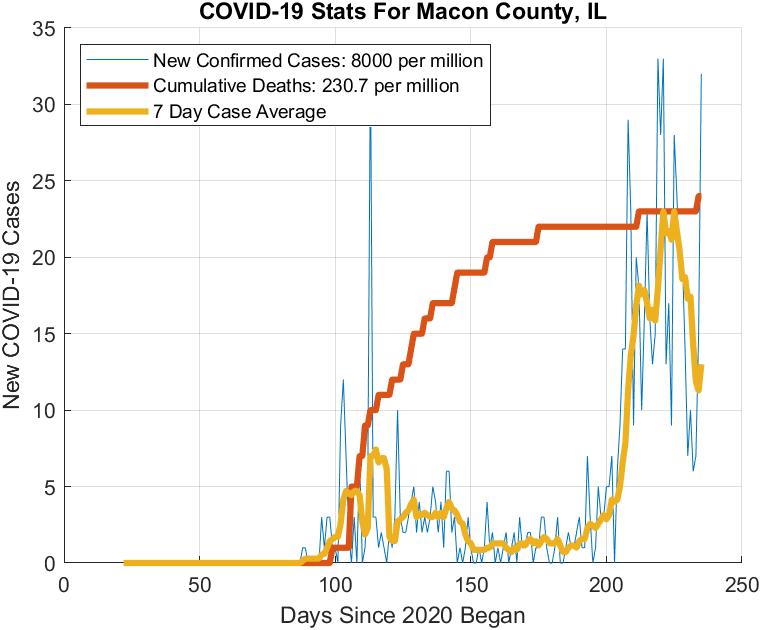 COVID-19 Stats For Macon County, IL
35
30
25
20
15
10
5
0
New COVID-19 Cases
New Confirmed Cases: 8000 per million
Cumulative Deaths: 230.7 per million
7 Day Case Average
0 50 100 150 200 250
Days Since 2020 Began